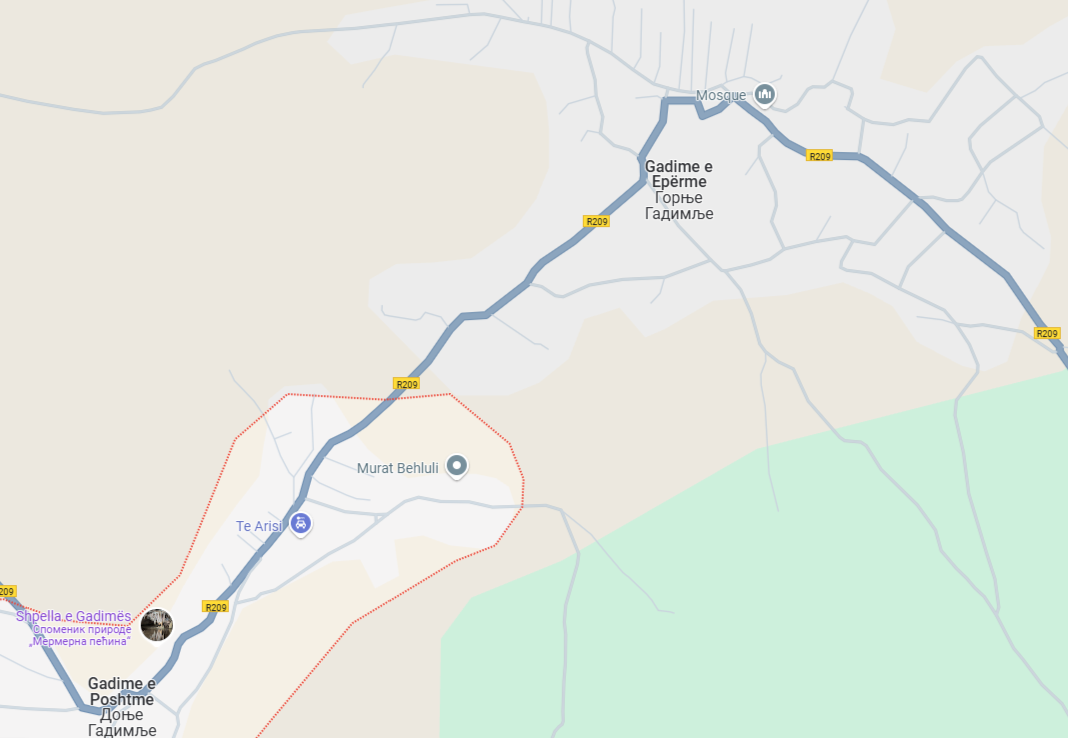 Mosque
R209
Gadime e
Epërme
Горње
Гадимље
R209
R209
R209
Murat Behluli
Te Arisi
209
R209
Shpella e Gadimës
Споменик природе
„Мермерна пећина“
Gadime e
Poshtme
Доње
Гадимље